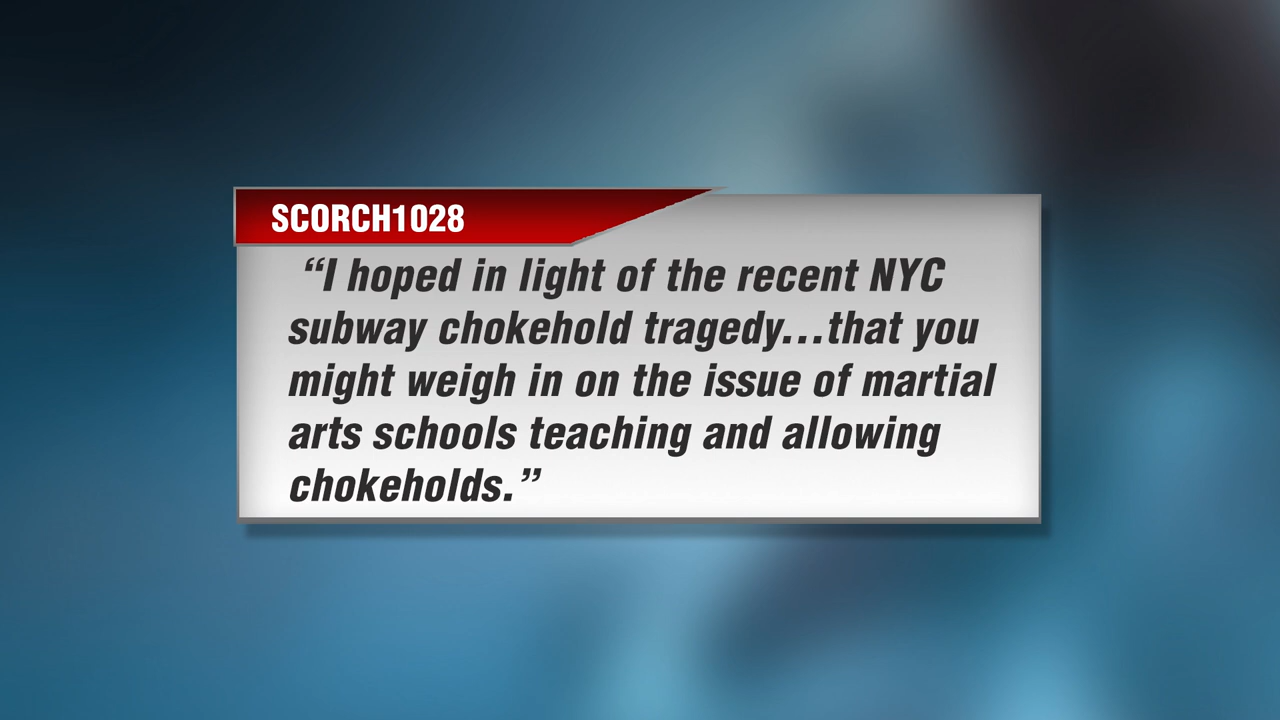 SCORCH1028
“I hoped in light of the recent NYC
subway chokehold tragedy...that you
might weigh in on the issue of martial
arts schools teaching and allowing
chokeholds.”